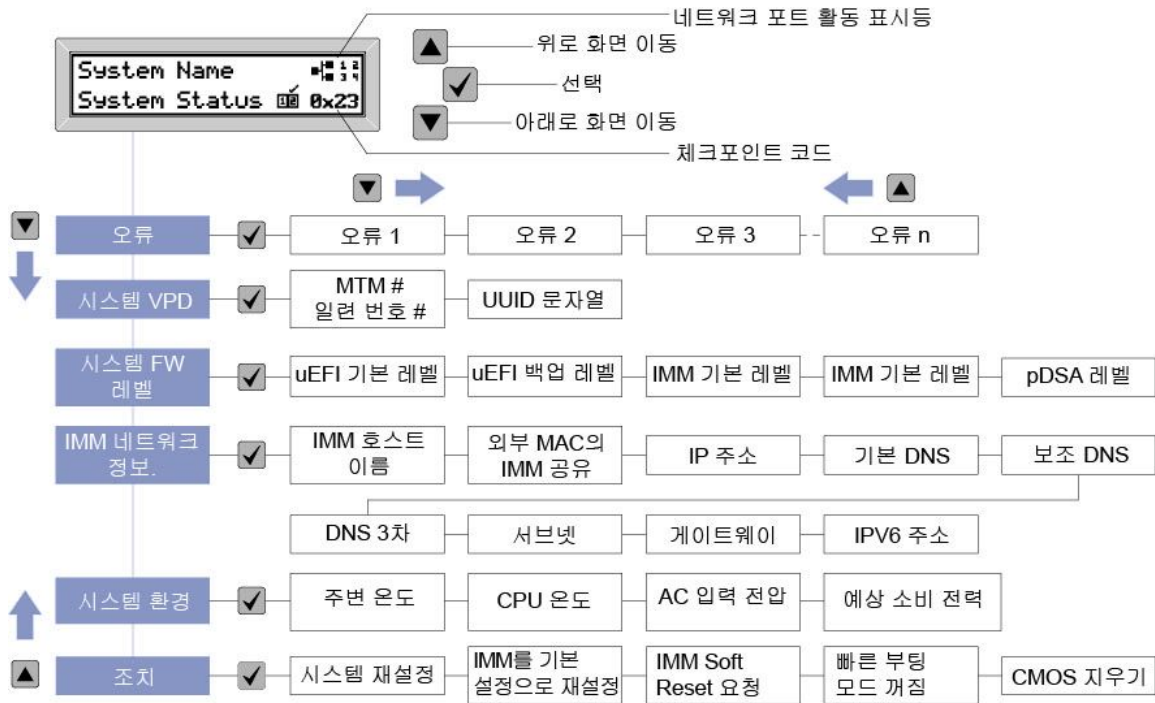 네트워크 포트 활동 표시등
위로 화면 이동
System Name 1 2
3 4
선택
System Status 12 0x23
아래로 화면 이동
체크포인트 코드
오류
오류 1
오류 2
오류 3
오류 n
시스템 VPD
MTM #
일련 번호 #
UUID 문자열
시스템 FW
레벨
uEFI 기본 레벨
uEFI 백업 레벨
IMM 기본 레벨
IMM 기본 레벨
pDSA 레벨
IMM 네트워크
정보.
IMM 호스트
이름
외부 MAC의
IMM 공유
IP 주소
기본 DNS
보조 DNS
DNS 3차
서브넷
게이트웨이
IPV6 주소
시스템 환경
주변 온도
CPU 온도
AC 입력 전압
예상 소비 전력
조치
시스템 재설정
IMM를 기본
설정으로 재설정
IMM Soft
Reset 요청
빠른 부팅
모드 꺼짐
CMOS 지우기